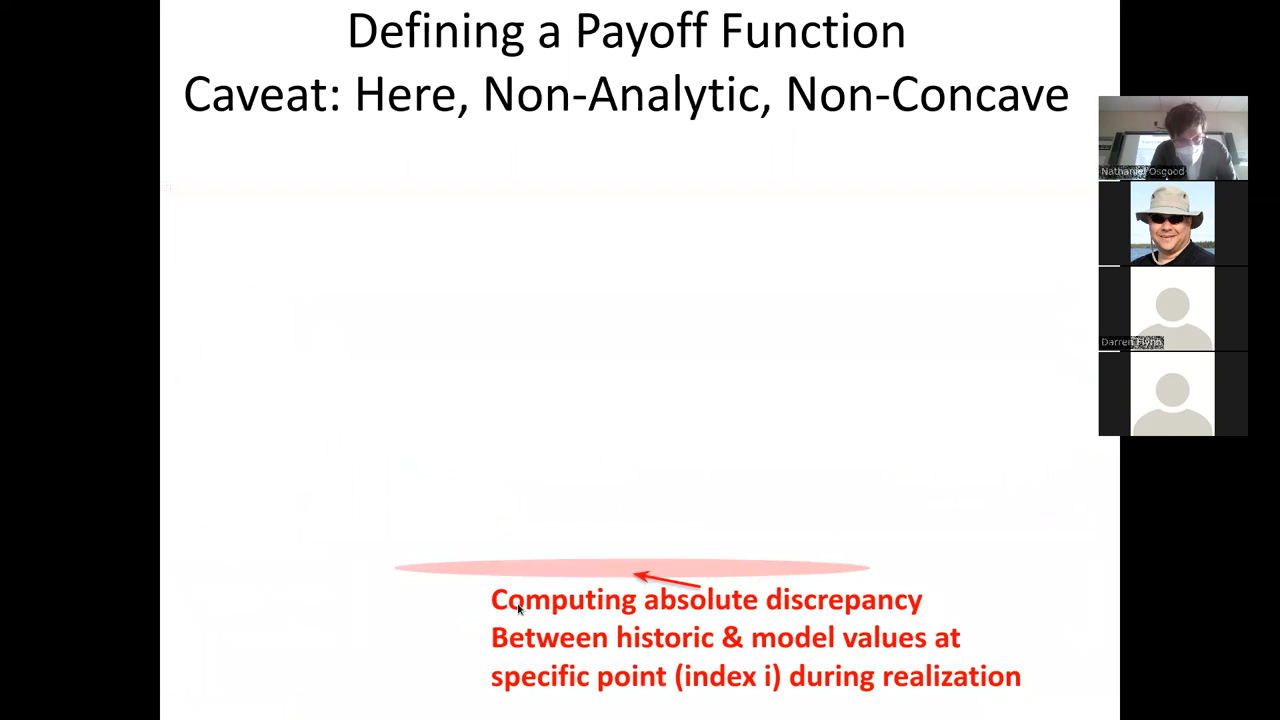 Defining a Payoff Function
Caveat: Here, Non-Analytic, Non-Concave
Nathaniel Osgood
Darren Flynn
Computing absolute discrepancy
Between historic & model values at
specific point (index i) during realization